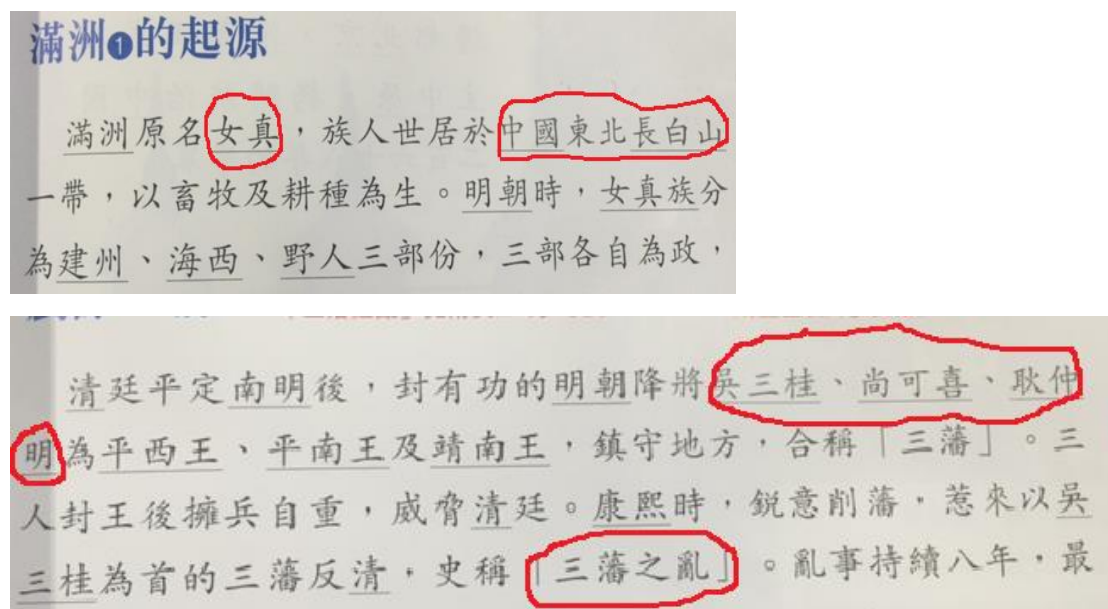 滿洲❶的起源
滿洲原名女真，族人世居於中國東北長白山
一帶，以畜牧及耕種為生。明朝時，女真族分
為建州、海西、野人三部份，三部各自為政，
清廷平定南明後，封有功的明朝降將吳三桂、尚可喜、耿仲
明為平西王、平南王及靖南王，鎮守地方，合稱「三藩」。三
人封王後擁兵自重，威脅清廷。康熙時，銳意削藩，惹來以吳
三桂為首的三藩反清，史稱「三藩之亂」。亂事持續八年，最